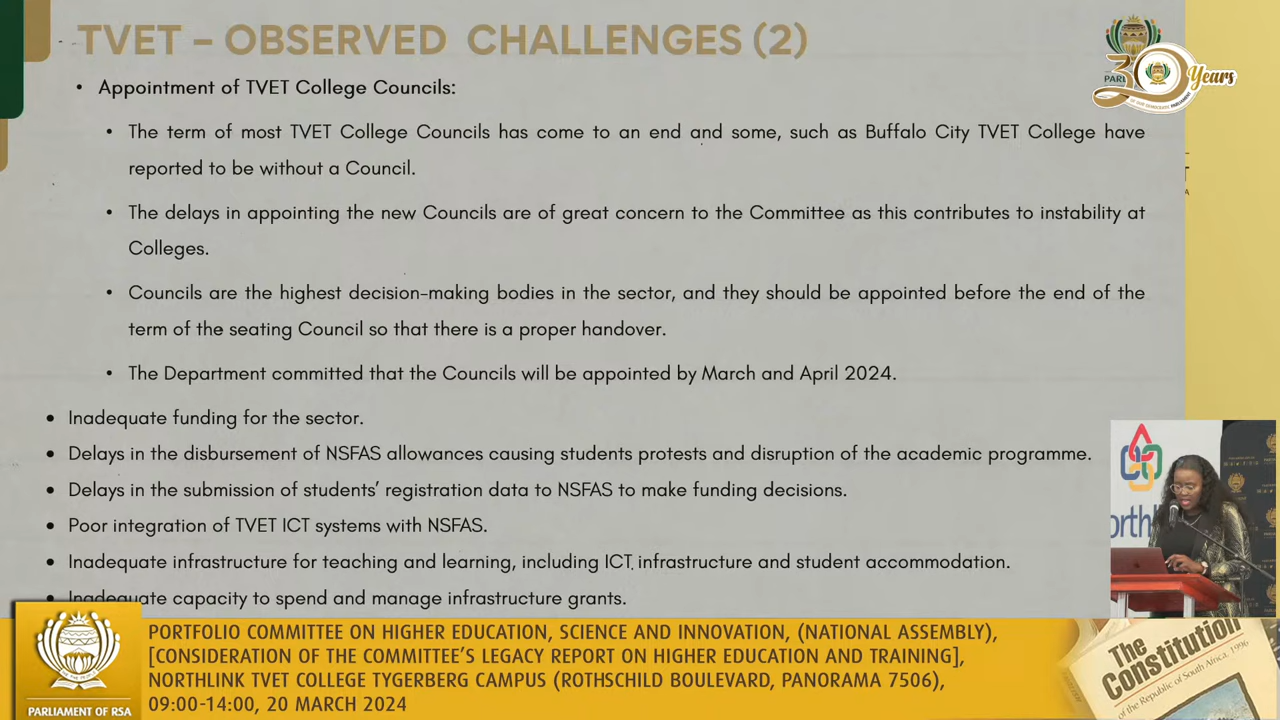 TVET – OBSERVED CHALLENGES (2)
• Appointment of TVET College Councils:
• The term of most TVET College Councils has come to an end and some, such as Buffalo City TVET College have
reported to be without a Council.
• The delays in appointing the new Councils are of great concern to the Committee as this contributes to instability at
Colleges.
• Councils are the highest decision-making bodies in the sector, and they should be appointed before the end of the
term of the seating Council so that there is a proper handover.
• The Department committed that the Councils will be appointed by March and April 2024.
• Inadequate funding for the sector.
• Delays in the disbursement of NSFAS allowances causing students protests and disruption of the academic programme.
• Delays in the submission of students' registration data to NSFAS to make funding decisions.
• Poor integration of TVET ICT systems with NSFAS.
• Inadequate infrastructure for teaching and learning, including ICT infrastructure and student accommodation.
• Inadequate capacity to spend and manage infrastructure grants.
30 Years
OF OUR DEMOCRATIC PARLIAMENT
orthli
PARLIAMENT OF RSA
PORTFOLIO COMMITTEE ON HIGHER EDUCATION, SCIENCE AND INNOVATION, (NATIONAL ASSEMBLY),
[CONSIDERATION OF THE COMMITTEE'S LEGACY REPORT ON HIGHER EDUCATION AND TRAINING],
NORTHLINK TVET COLLEGE TYGERBERG CAMPUS (ROTHSCHILD BOULEVARD, PANORAMA 7506),
09:00-14:00, 20 MARCH 2024
The
Constitution
of the Republic of South Africa, 1996